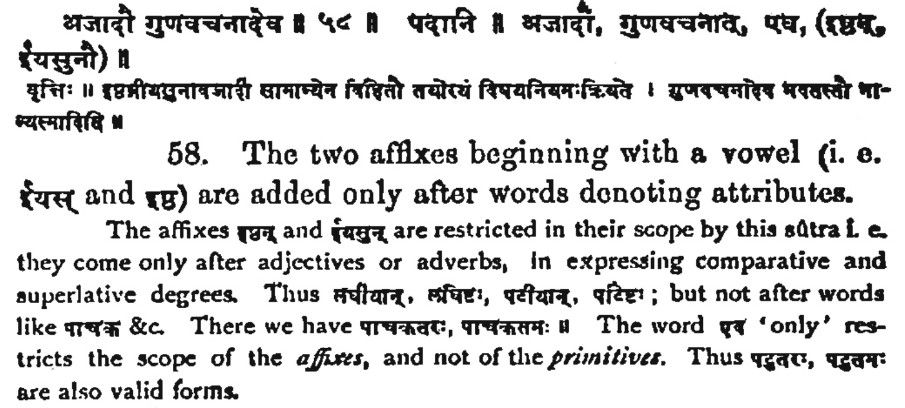 अजादी गुणवचनादेव ॥ ५८ ॥ पदानि ॥ अजादी, गुणवचनात्, एव, (इष्ठन्,
ईयसुनौ) ॥
वृत्तिः ॥ इष्ठन्नीयसुनावजादी सामान्येन विहितौ तयोरयं विषयनियमःक्रियते । गुणवचनादेव भवतस्तौ ना-
न्यस्मादिति ॥
58. The two affixes beginning with a vowel (i. e.
ईयस् and इष्ठ) are added only after words denoting attributes.
The affixes इष्ठन् and ईयसुन् are restricted in their scope by this sûtra i. e.
they come only after adjectives or adverbs, in expressing comparative and
superlative degrees. Thus लघीयान्, लघिष्ठः, पटीयान्, पटिष्ठः; but not after words
like पाचक &c. There we have पाचकतरः, पाचकतमः ॥ The word एव 'only' res-
tricts the scope of the affixes, and not of the primitives. Thus पटुतरः, पटुतमः
are also valid forms.